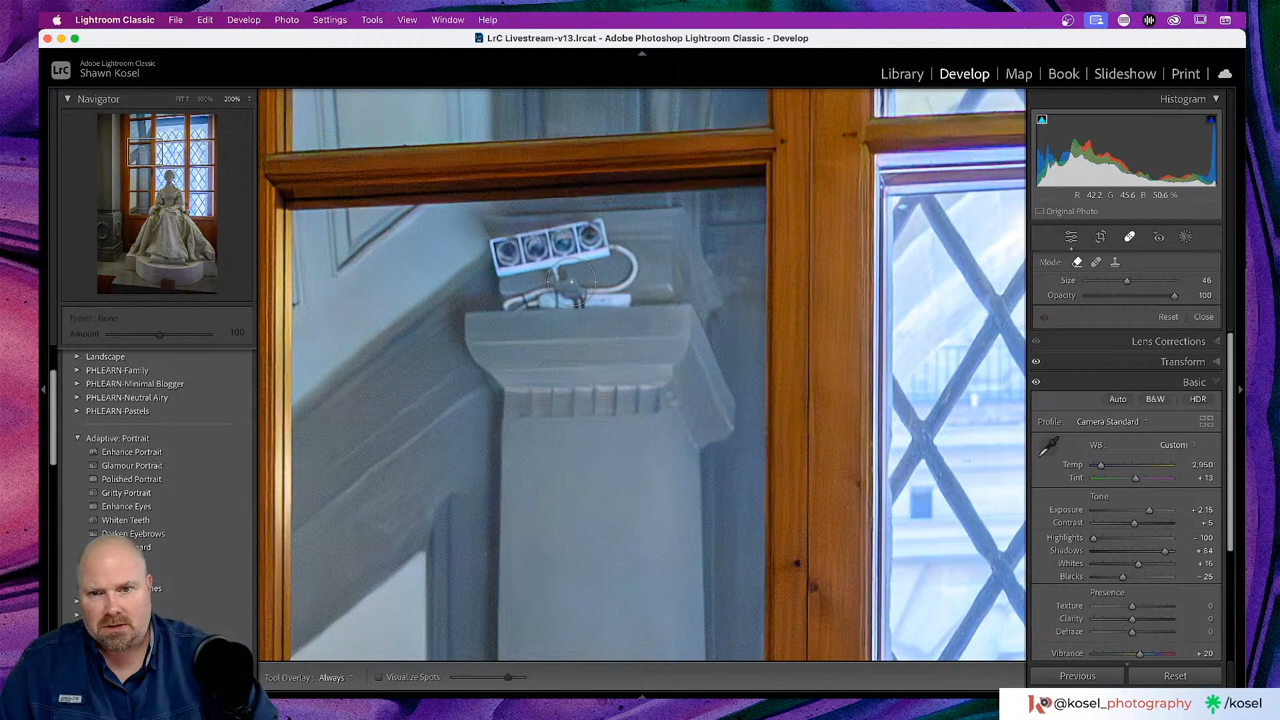 Lightroom Classic File Edit Develop Photo Settings Tools View Window Help
LrC Livestream-v13.lrcat - Adobe Photoshop Lightroom Classic - Develop
LrC
Adobe Lightroom Classic
Shawn Kosel
Library | Develop | Map | Book | Slideshow | Print
Navigator FIT 100% 200%
Preset: None
Amount 100
Landscape
PHLEARN-Family
PHLEARN-Minimal Blogger
PHLEARN-Neutral Airy
PHLEARN-Pastels
Adaptive: Portrait
Enhance Portrait
Glamour Portrait
Polished Portrait
Gritty Portrait
Enhance Eyes
Whiten Teeth
Darken Eyebrows
Tool Overlay: Always Visualize Spots
Histogram
R 42.2 G 45.6 B 50.6 %
Original Photo
Mode:
Size 46
Opacity 100
Reset Close
Lens Corrections
Transform
Basic
Auto B&W HDR
Profile: Camera Standard
WB: Custom
Temp 2,950
Tint + 13
Tone
Exposure + 2.15
Contrast + 5
Highlights - 100
Shadows + 64
Whites + 16
Blacks - 25
Presence
Texture 0
Clarity 0
Dehaze 0
Vibrance + 20
Previous Reset
@kosel_photography /kosel